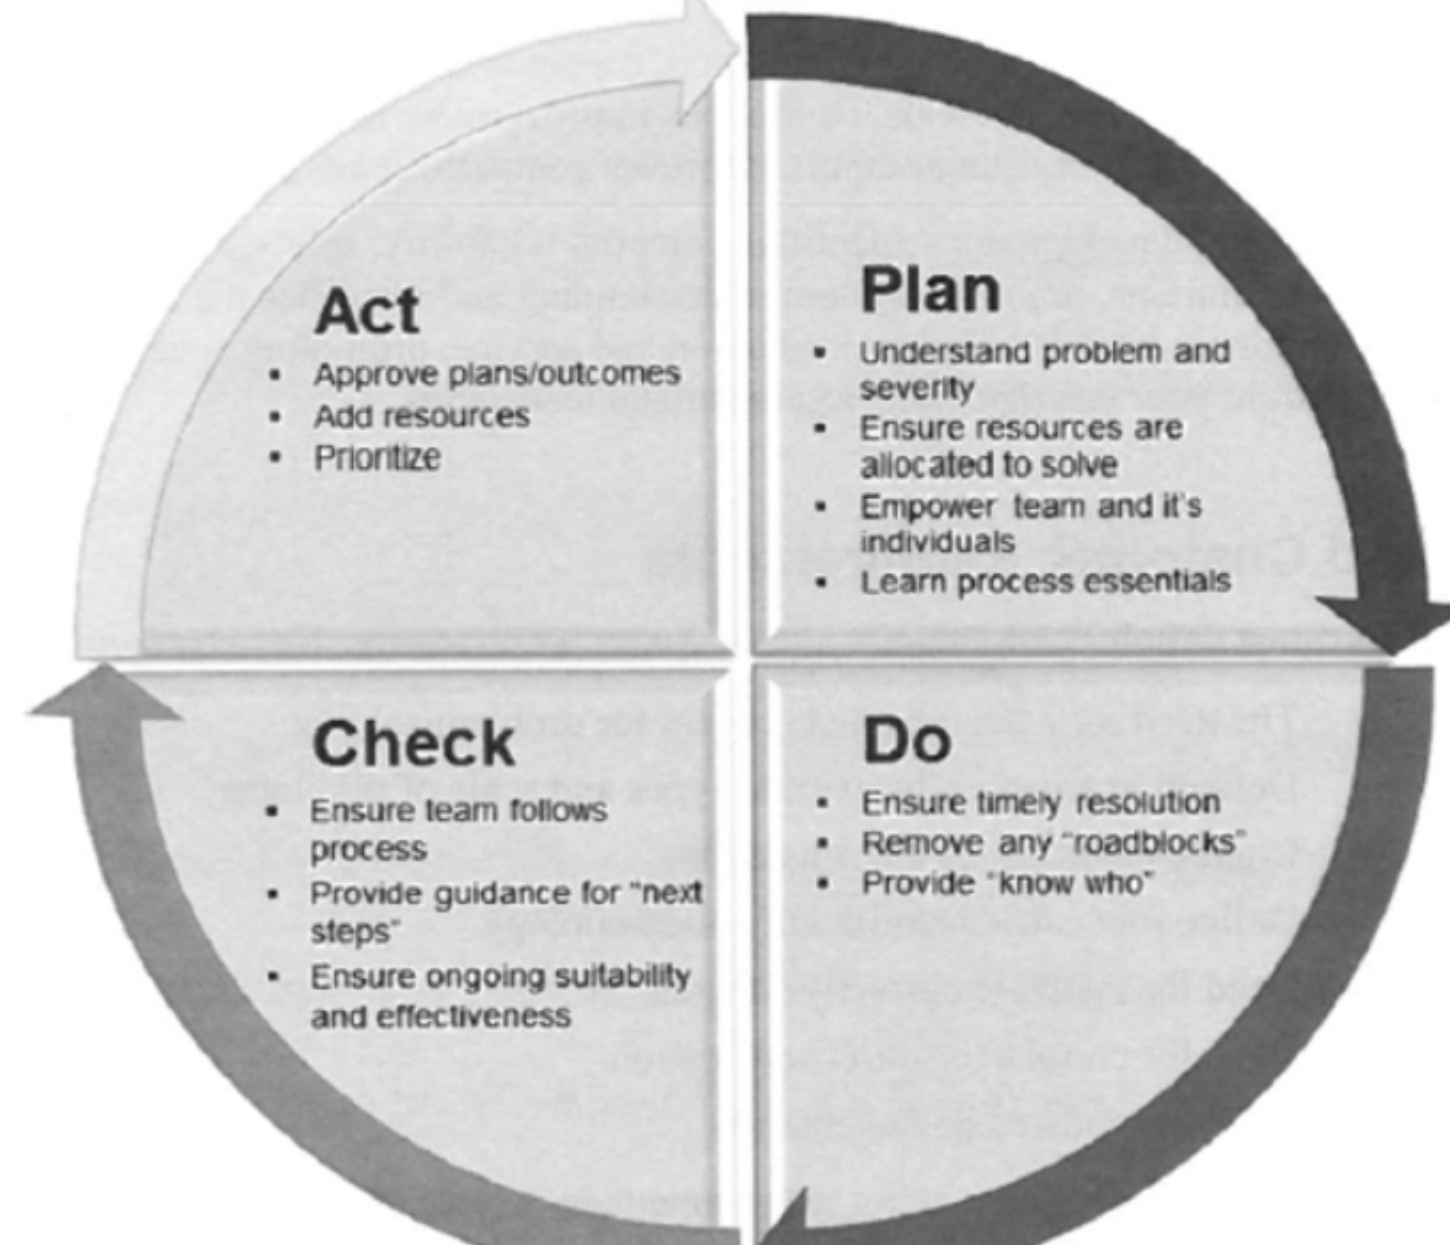 Act
▪ Approve plans/outcomes
▪ Add resources
▪ Prioritize
Plan
▪ Understand problem and
severity
▪ Ensure resources are
allocated to solve
▪ Empower team and it's
individuals
▪ Learn process essentials
Check
▪ Ensure team follows
process
▪ Provide guidance for "next
steps"
▪ Ensure ongoing suitability
and effectiveness
Do
▪ Ensure timely resolution
▪ Remove any "roadblocks"
▪ Provide "know who"